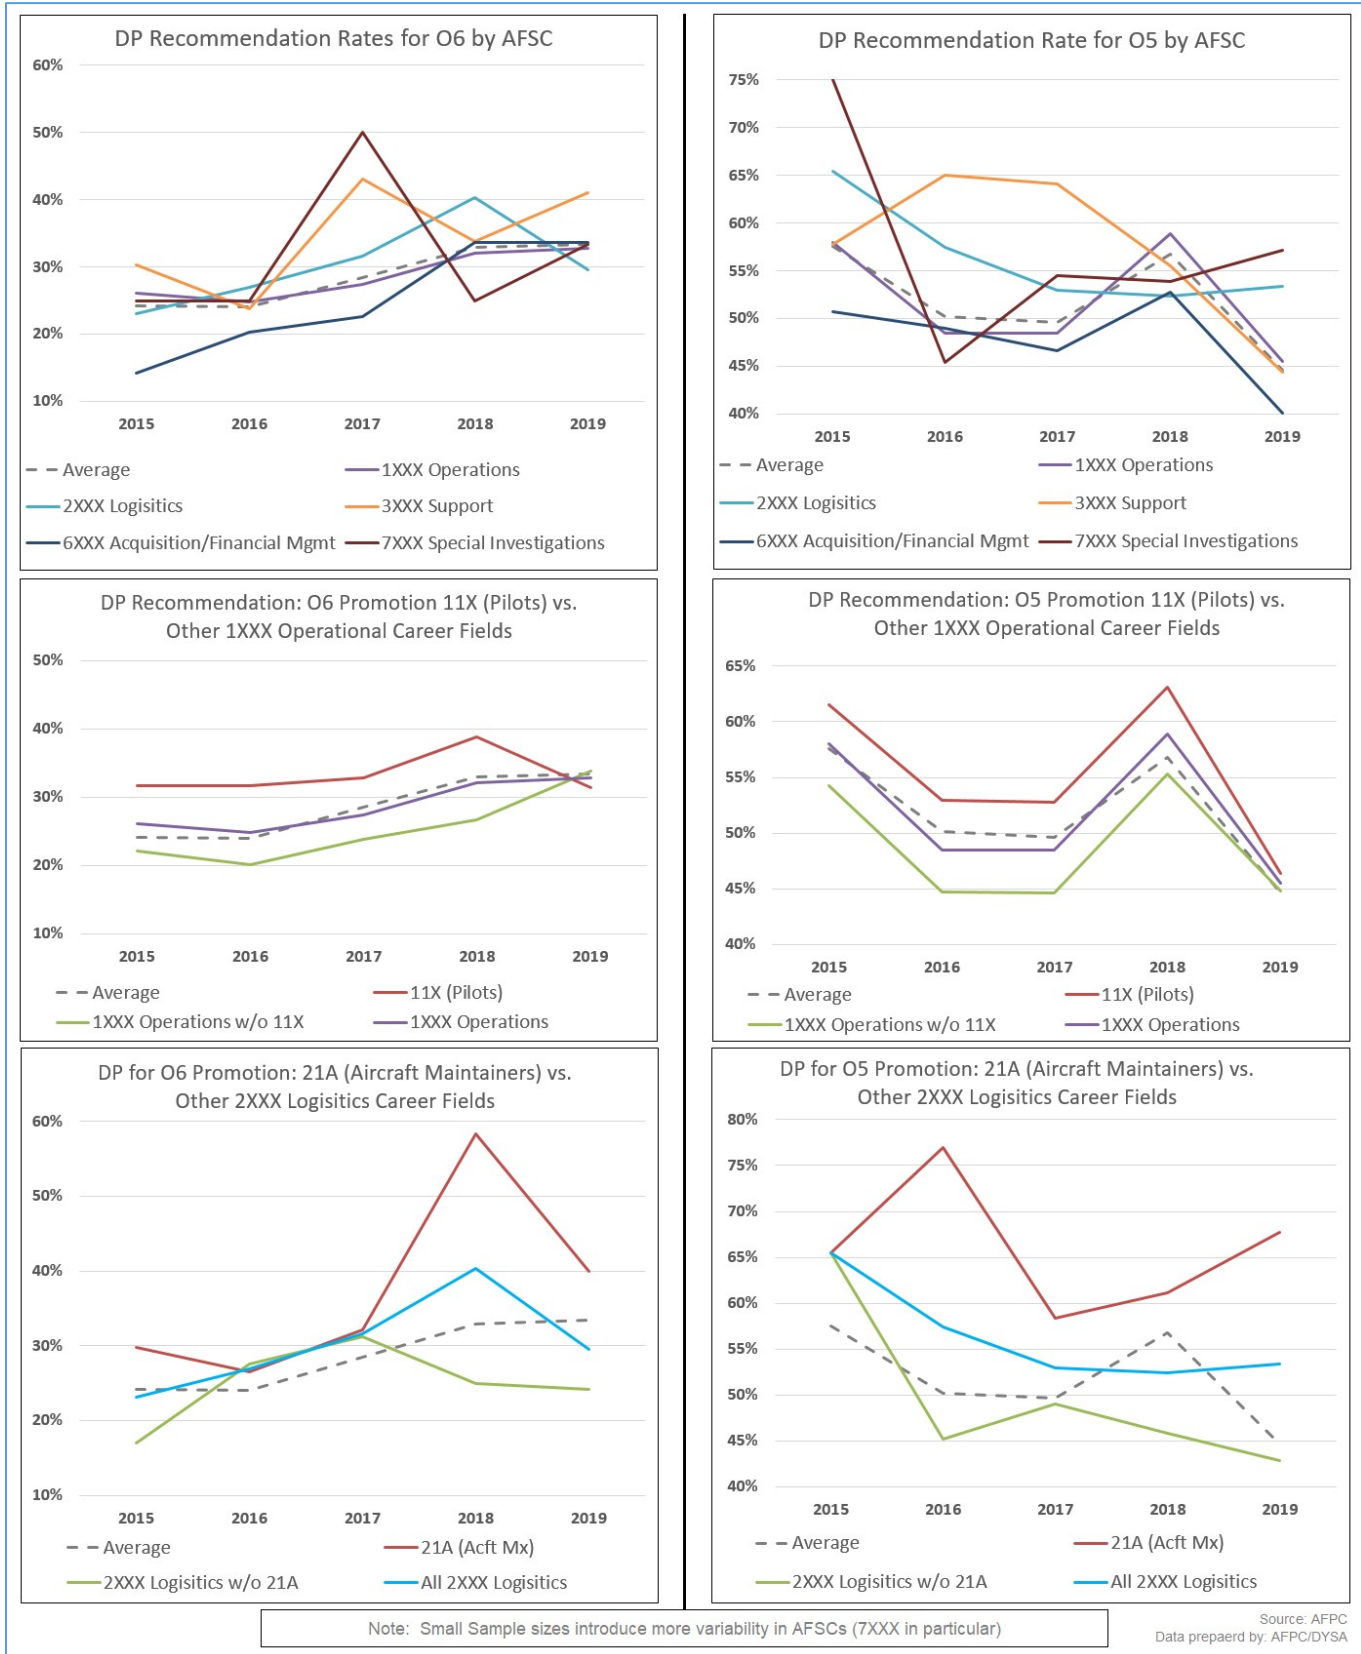 DP Recommendation Rates for O6 by AFSC
60%
50%
40%
30%
20%
10%
2015 2016 2017 2018 2019
Average 1XXX Operations
2XXX Logisitics 3XXX Support
6XXX Acquisition/Financial Mgmt 7XXX Special Investigations
DP Recommendation Rate for O5 by AFSC
75%
70%
65%
60%
55%
50%
45%
40%
2015 2016 2017 2018 2019
Average 1XXX Operations
2XXX Logisitics 3XXX Support
6XXX Acquisition/Financial Mgmt 7XXX Special Investigations
DP Recommendation: O6 Promotion 11X (Pilots) vs.
Other 1XXX Operational Career Fields
50%
40%
30%
20%
10%
2015 2016 2017 2018 2019
Average 11X (Pilots)
1XXX Operations w/o 11X 1XXX Operations
DP Recommendation: O5 Promotion 11X (Pilots) vs.
Other 1XXX Operational Career Fields
65%
60%
55%
50%
45%
40%
2015 2016 2017 2018 2019
Average 11X (Pilots)
1XXX Operations w/o 11X 1XXX Operations
DP for O6 Promotion: 21A (Aircraft Maintainers) vs.
Other 2XXX Logisitics Career Fields
60%
50%
40%
30%
20%
10%
2015 2016 2017 2018 2019
Average 21A (Acft Mx)
2XXX Logisitics w/o 21A All 2XXX Logisitics
DP for O5 Promotion: 21A (Aircraft Maintainers) vs.
Other 2XXX Logisitics Career Fields
80%
75%
70%
65%
60%
55%
50%
45%
40%
2015 2016 2017 2018 2019
Average 21A (Acft Mx)
2XXX Logisitics w/o 21A All 2XXX Logisitics
Note: Small Sample sizes introduce more variability in AFSCs (7XXX in particular)
Source: AFPC
Data prepaerd by: AFPC/DYSA